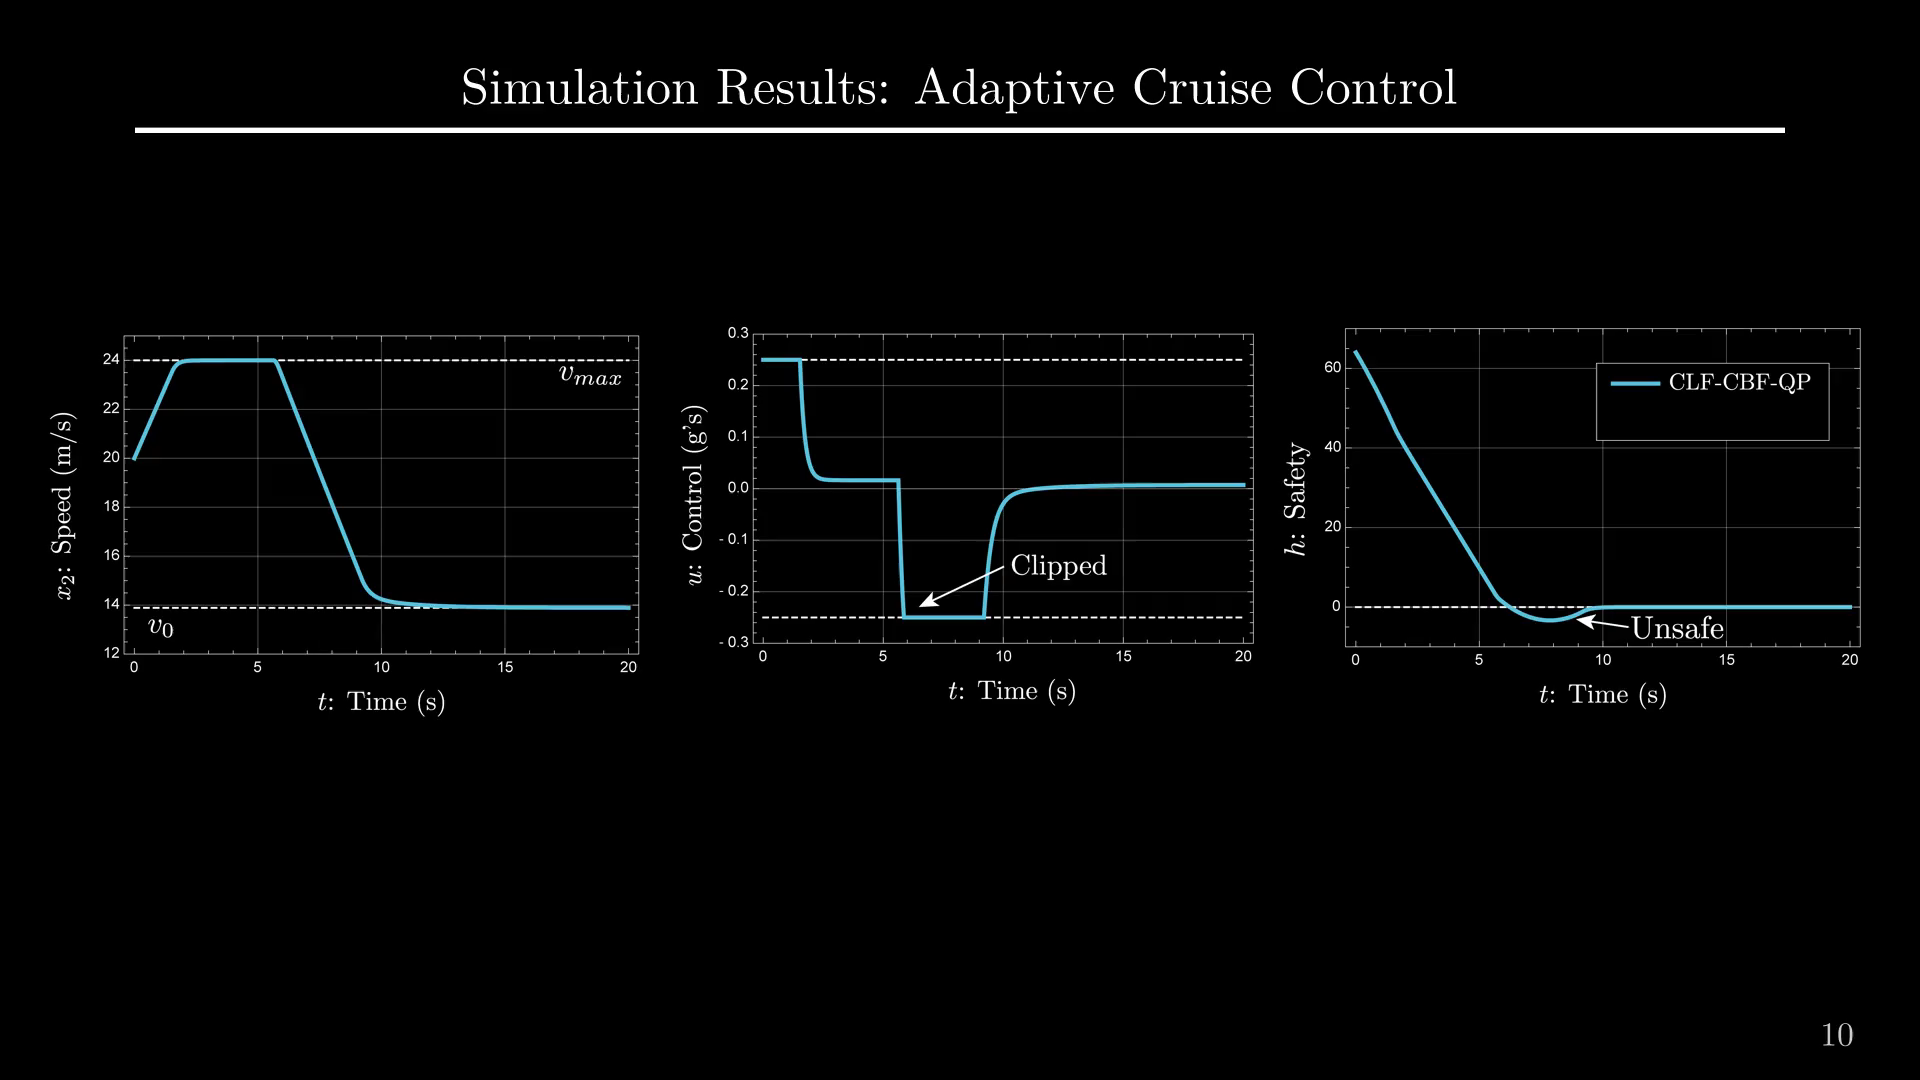 Simulation Results: Adaptive Cruise Control
24
22
20
18
16
14
12
0 5 10 15 20
x₂: Speed (m/s)
t: Time (s)
v_max
v₀
0.3
0.2
0.1
0.0
-0.1
-0.2
-0.3
0 5 10 15 20
u: Control (g's)
t: Time (s)
Clipped
60
40
20
0
0 5 10 15 20
h: Safety
t: Time (s)
CLF-CBF-QP
Unsafe
10